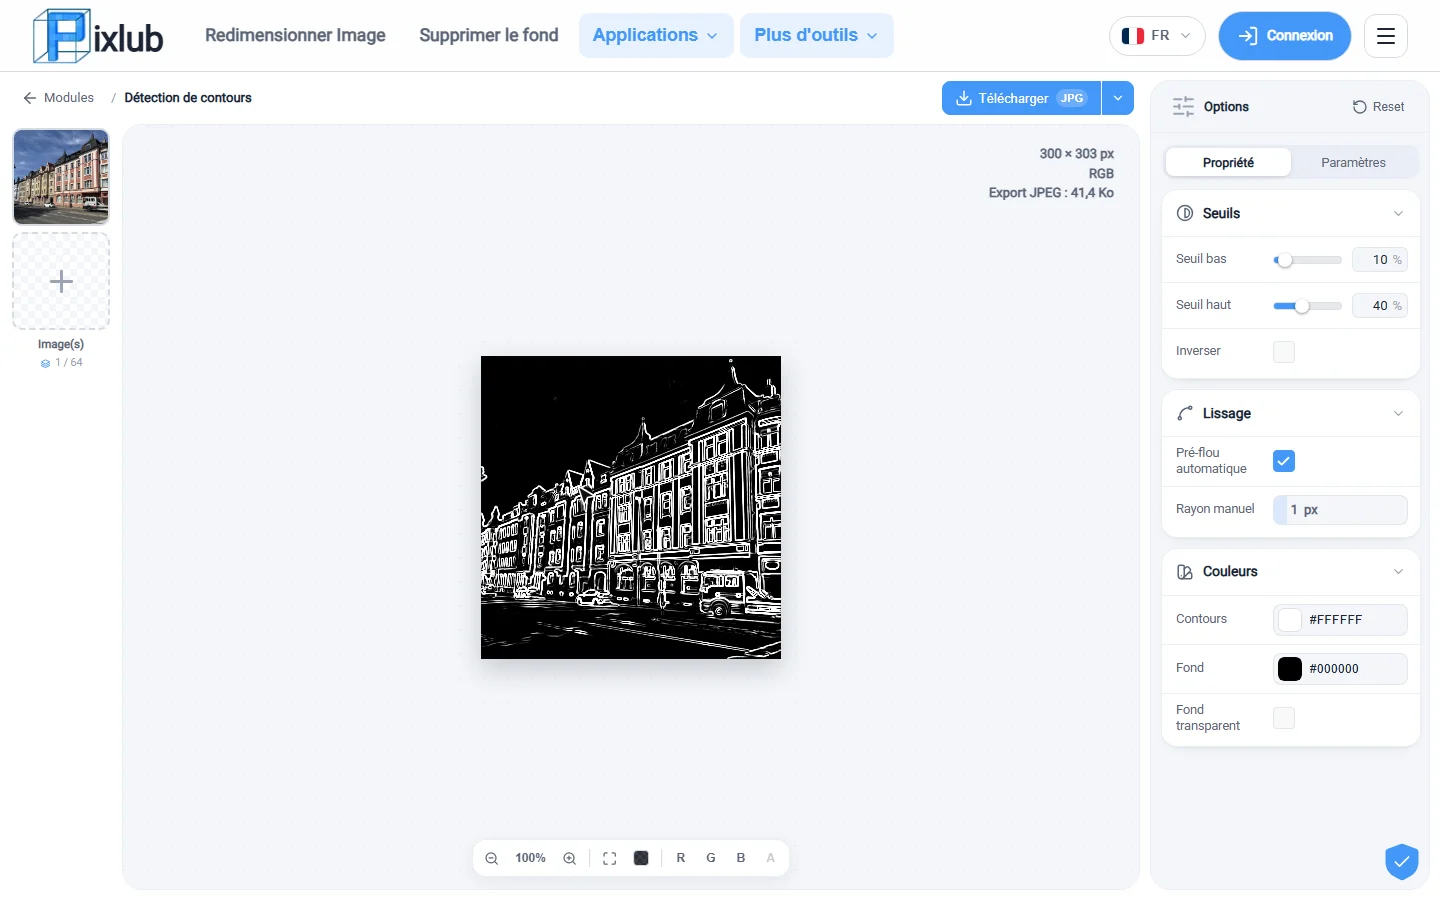 Pixlub
Redimensionner Image
Supprimer le fond
Applications
Plus d'outils
FR
Connexion
Modules / Détection de contours
Télécharger JPG
Image(s)
1 / 64
300 × 303 px
RGB
Export JPEG : 41,4 Ko
100%
R G B A
Options
Reset
Propriété
Paramètres
Seuils
Seuil bas
10 %
Seuil haut
40 %
Inverser
Lissage
Pré-flou
automatique
Rayon manuel
1 px
Couleurs
Contours
#FFFFFF
Fond
#000000
Fond
transparent